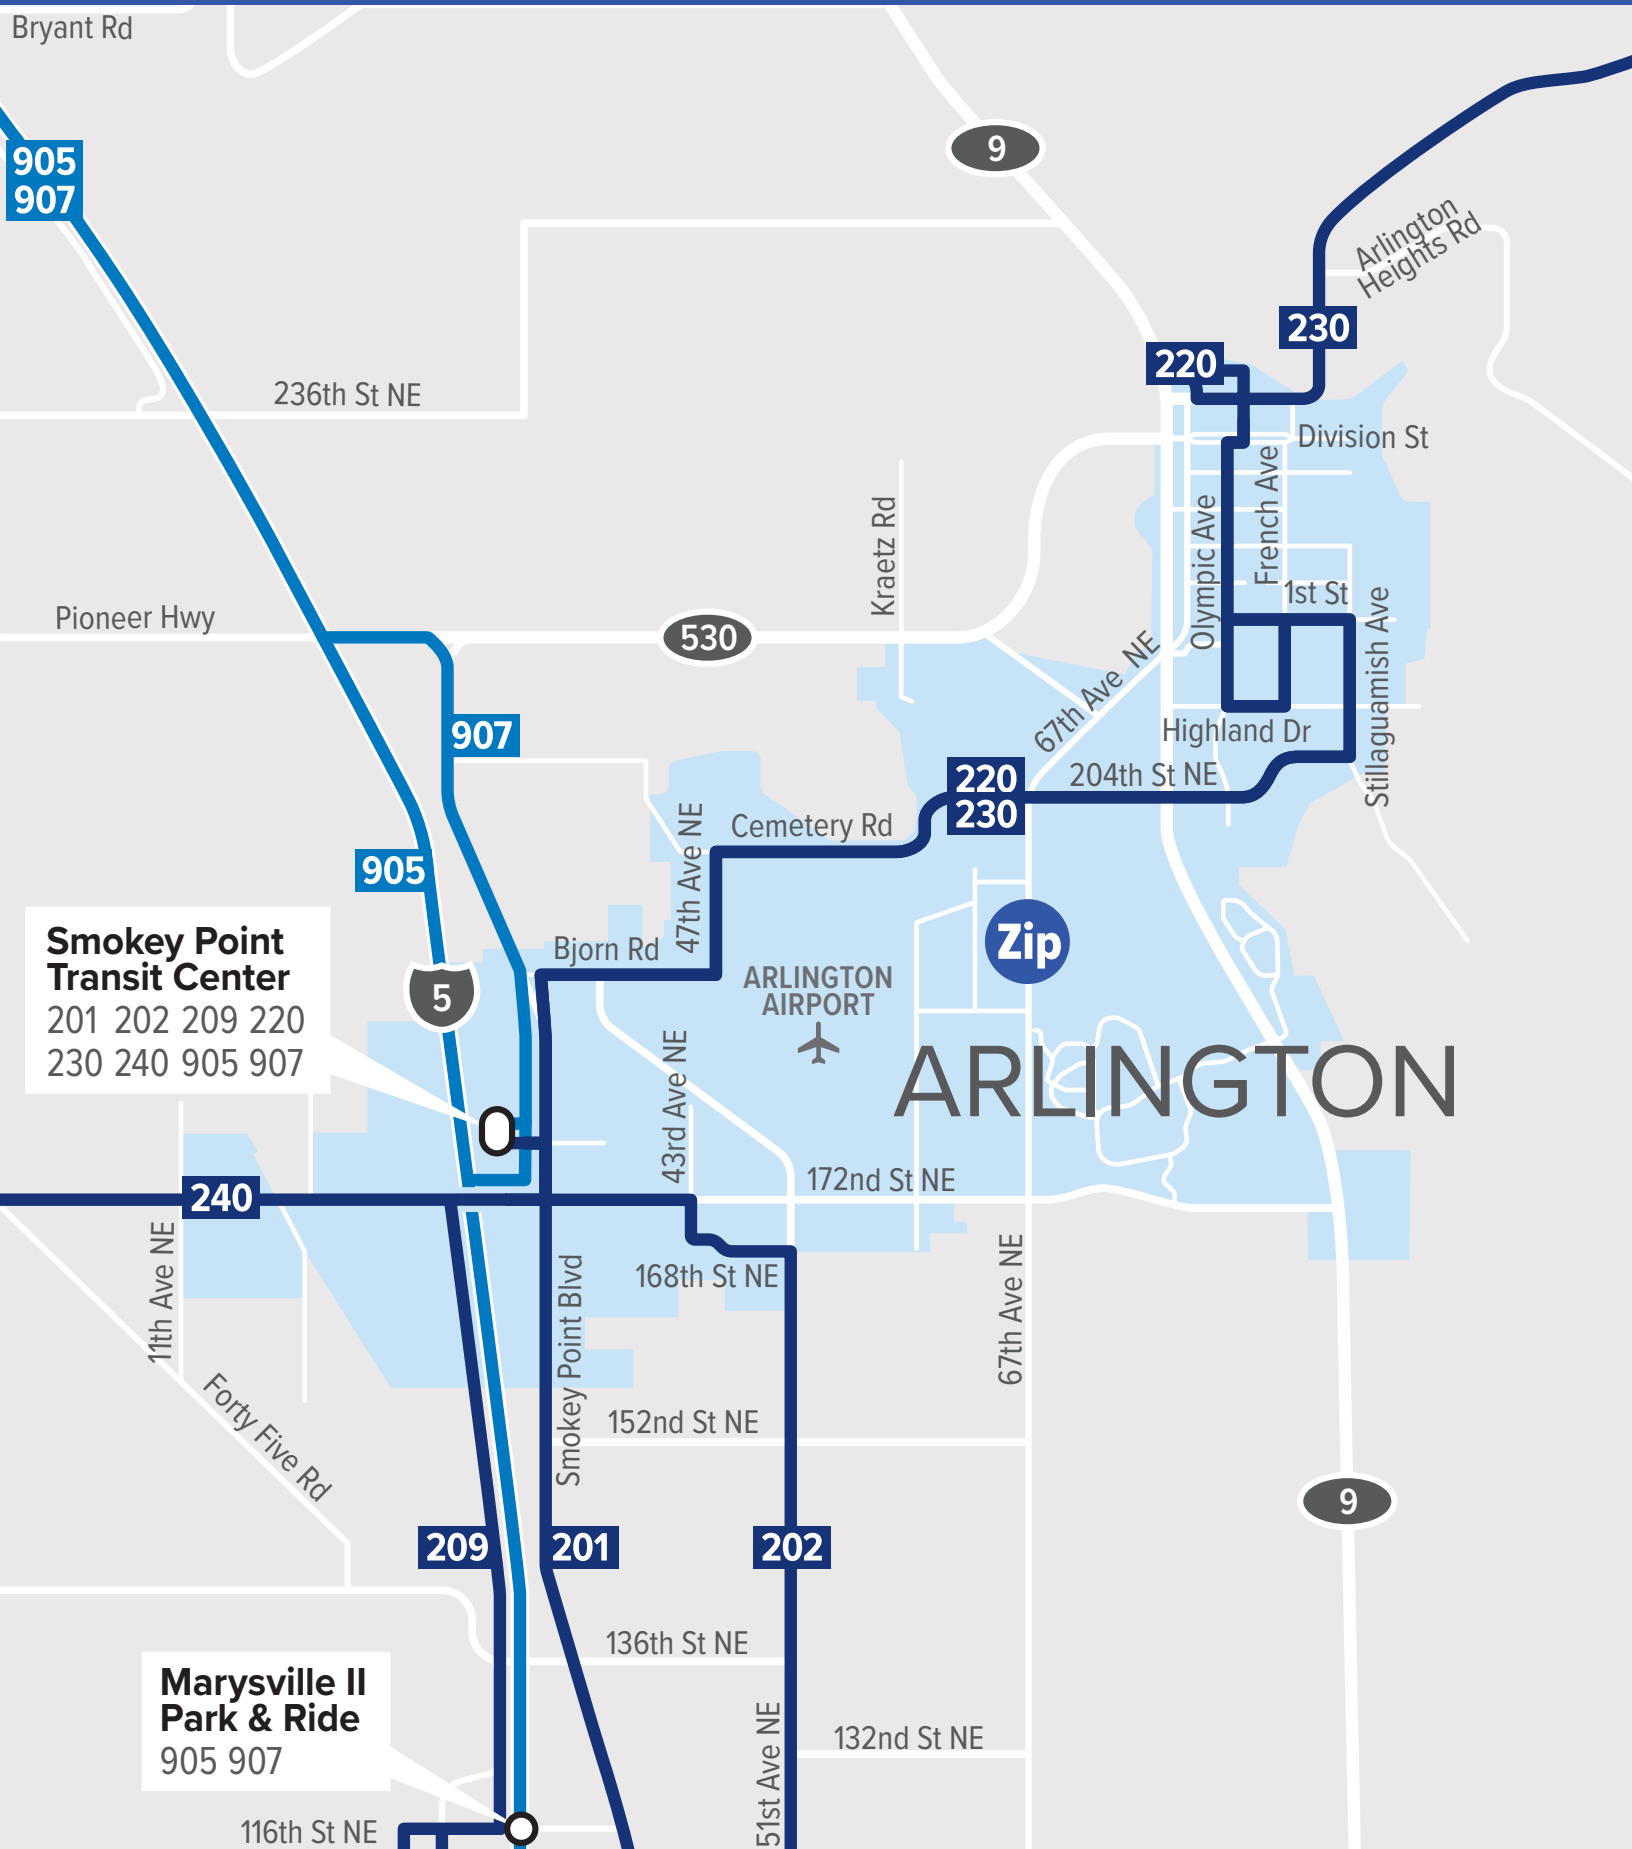 Bryant Rd
905
907
9
Arlington
Heights Rd
230
220
236th St NE
Division St
Kraetz Rd
Olympic Ave
French Ave
1st St
Stillaguamish Ave
Pioneer Hwy
530
67th Ave NE
907
Highland Dr
220
230
204th St NE
47th Ave NE
Cemetery Rd
905
Smokey Point
Transit Center
201 202 209 220
230 240 905 907
5
Bjorn Rd
Zip
ARLINGTON
AIRPORT
ARLINGTON
43rd Ave NE
172nd St NE
240
11th Ave NE
168th St NE
67th Ave NE
Smokey Point Blvd
Forty Five Rd
152nd St NE
9
209
201
202
136th St NE
Marysville II
Park & Ride
905 907
51st Ave NE
132nd St NE
116th St NE